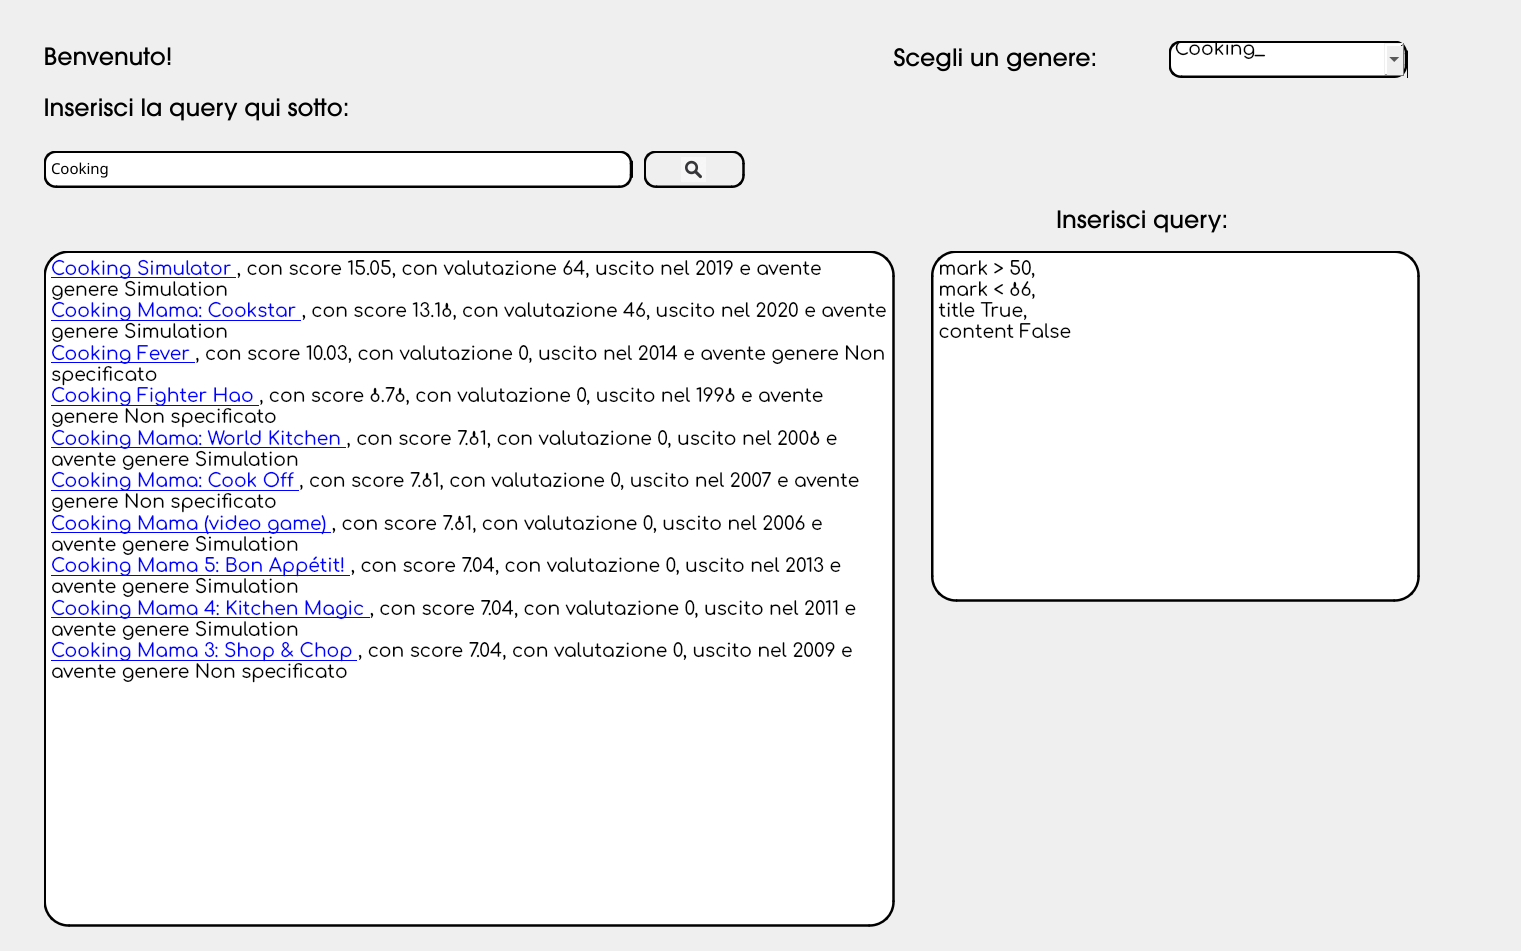 Benvenuto!
Scegli un genere:
Cooking_
Inserisci la query qui sotto:
Cooking
Inserisci query:
Cooking Simulator , con score 15.05, con valutazione 64, uscito nel 2019 e avente
genere Simulation
Cooking Mama: Cookstar , con score 13.18, con valutazione 46, uscito nel 2020 e avente
genere Simulation
Cooking Fever , con score 10.03, con valutazione 0, uscito nel 2014 e avente genere Non
specificato
Cooking Fighter Hao , con score 8.78, con valutazione 0, uscito nel 1998 e avente
genere Non specificato
Cooking Mama: World Kitchen , con score 7.81, con valutazione 0, uscito nel 2008 e
avente genere Simulation
Cooking Mama: Cook Off , con score 7.81, con valutazione 0, uscito nel 2007 e avente
genere Non specificato
Cooking Mama (video game) , con score 7.81, con valutazione 0, uscito nel 2006 e
avente genere Simulation
Cooking Mama 5: Bon Appétit! , con score 7.04, con valutazione 0, uscito nel 2013 e
avente genere Simulation
Cooking Mama 4: Kitchen Magic , con score 7.04, con valutazione 0, uscito nel 2011 e
avente genere Simulation
Cooking Mama 3: Shop & Chop , con score 7.04, con valutazione 0, uscito nel 2009 e
avente genere Non specificato
mark > 50,
mark < 86,
title True,
content False